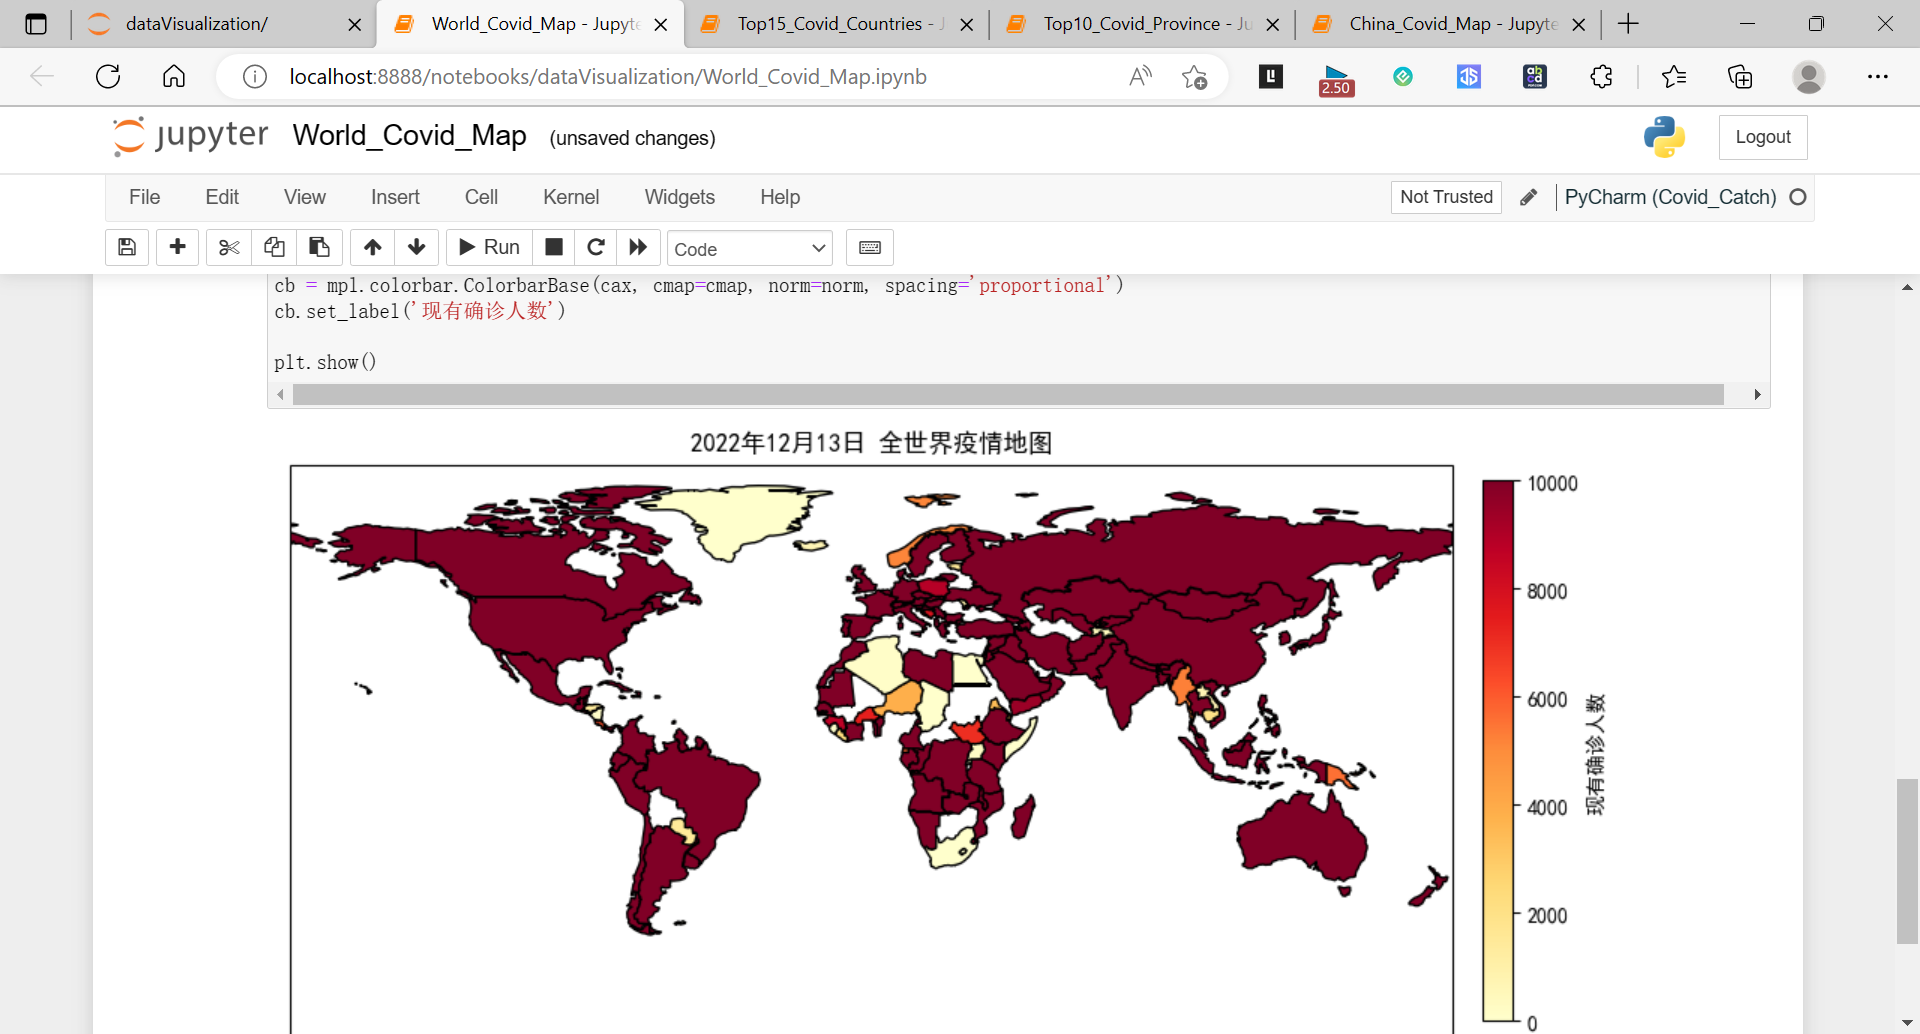 dataVisualization/
World_Covid_Map - Jupyte
Top15_Covid_Countries - J
Top10_Covid_Province - Ju
China_Covid_Map - Jupyte
localhost:8888/notebooks/dataVisualization/World_Covid_Map.ipynb
2.50
jupyter World_Covid_Map (unsaved changes)
Logout
File Edit View Insert Cell Kernel Widgets Help
Not Trusted
PyCharm (Covid_Catch)
Run
Code
cb = mpl.colorbar.ColorbarBase(cax, cmap=cmap, norm=norm, spacing='proportional')
cb.set_label('现有确诊人数')
plt.show()
2022年12月13日 全世界疫情地图
10000
8000
6000
4000
2000
0
现有确诊人数